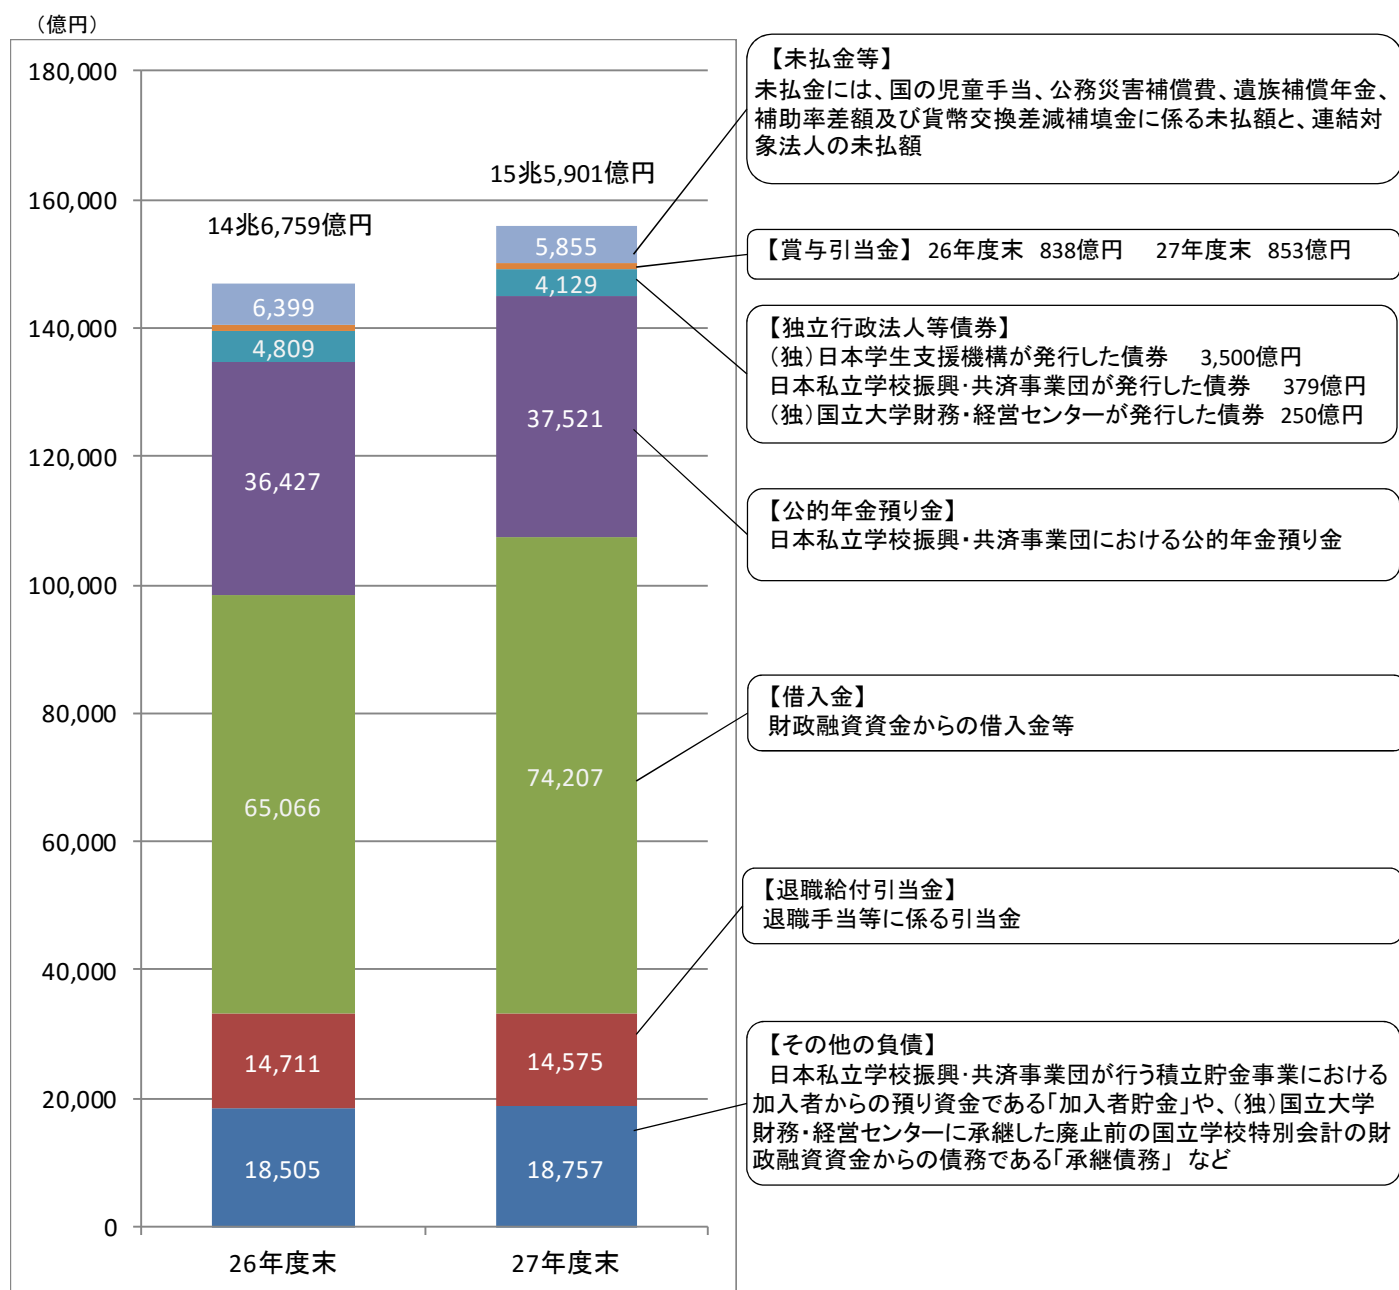 （億円）
180,000
160,000
140,000
120,000
100,000
80,000
60,000
40,000
20,000
0
14兆6,759億円
6,399
4,809
36,427
65,066
14,711
18,505
26年度末
15兆5,901億円
5,855
4,129
37,521
74,207
14,575
18,757
27年度末
【未払金等】
未払金には、国の児童手当、公務災害補償費、遺族補償年金、
補助率差額及び貨幣交換差減補填金に係る未払額と、連結対
象法人の未払額
【賞与引当金】 26年度末 838億円 27年度末 853億円
【独立行政法人等債券】
（独）日本学生支援機構が発行した債券 3,500億円
日本私立学校振興・共済事業団が発行した債券 379億円
（独）国立大学財務・経営センターが発行した債券 250億円
【公的年金預り金】
日本私立学校振興・共済事業団における公的年金預り金
【借入金】
財政融資資金からの借入金等
【退職給付引当金】
退職手当等に係る引当金
【その他の負債】
日本私立学校振興・共済事業団が行う積立貯金事業における
加入者からの預り資金である「加入者貯金」や、（独）国立大学
財務・経営センターに承継した廃止前の国立学校特別会計の財
政融資資金からの債務である「承継債務」 など